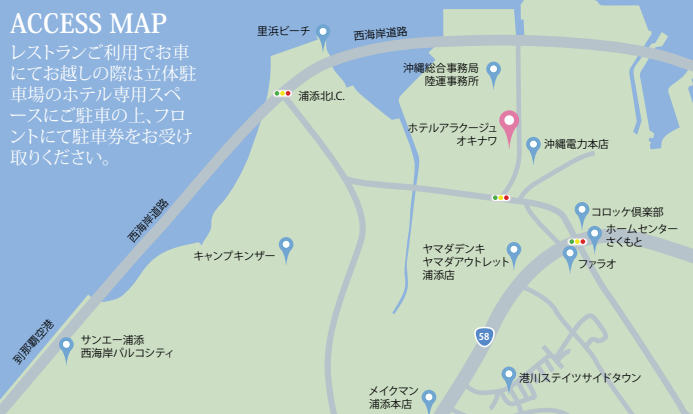 ACCESS MAP
レストランご利用でお車
にてお越しの際は立体駐
車場のホテル専用スペ
ースにご駐車の上、フロ
ントにて駐車券をお受け
取りください。
里浜ビーチ
西海岸道路
沖縄総合事務局
陸運事務所
浦添北I.C.
ホテルアラクージュ
オキナワ
沖縄電力本店
西海岸道路
コロッケ倶楽部
ホームセンター
さくもと
キャンプキンザー
ヤマダデンキ
ヤマダアウトレット
浦添店
ファラオ
到那覇空港
サンエー浦添
西海岸パルコシティ
58
港川ステイツサイドタウン
メイクマン
浦添本店